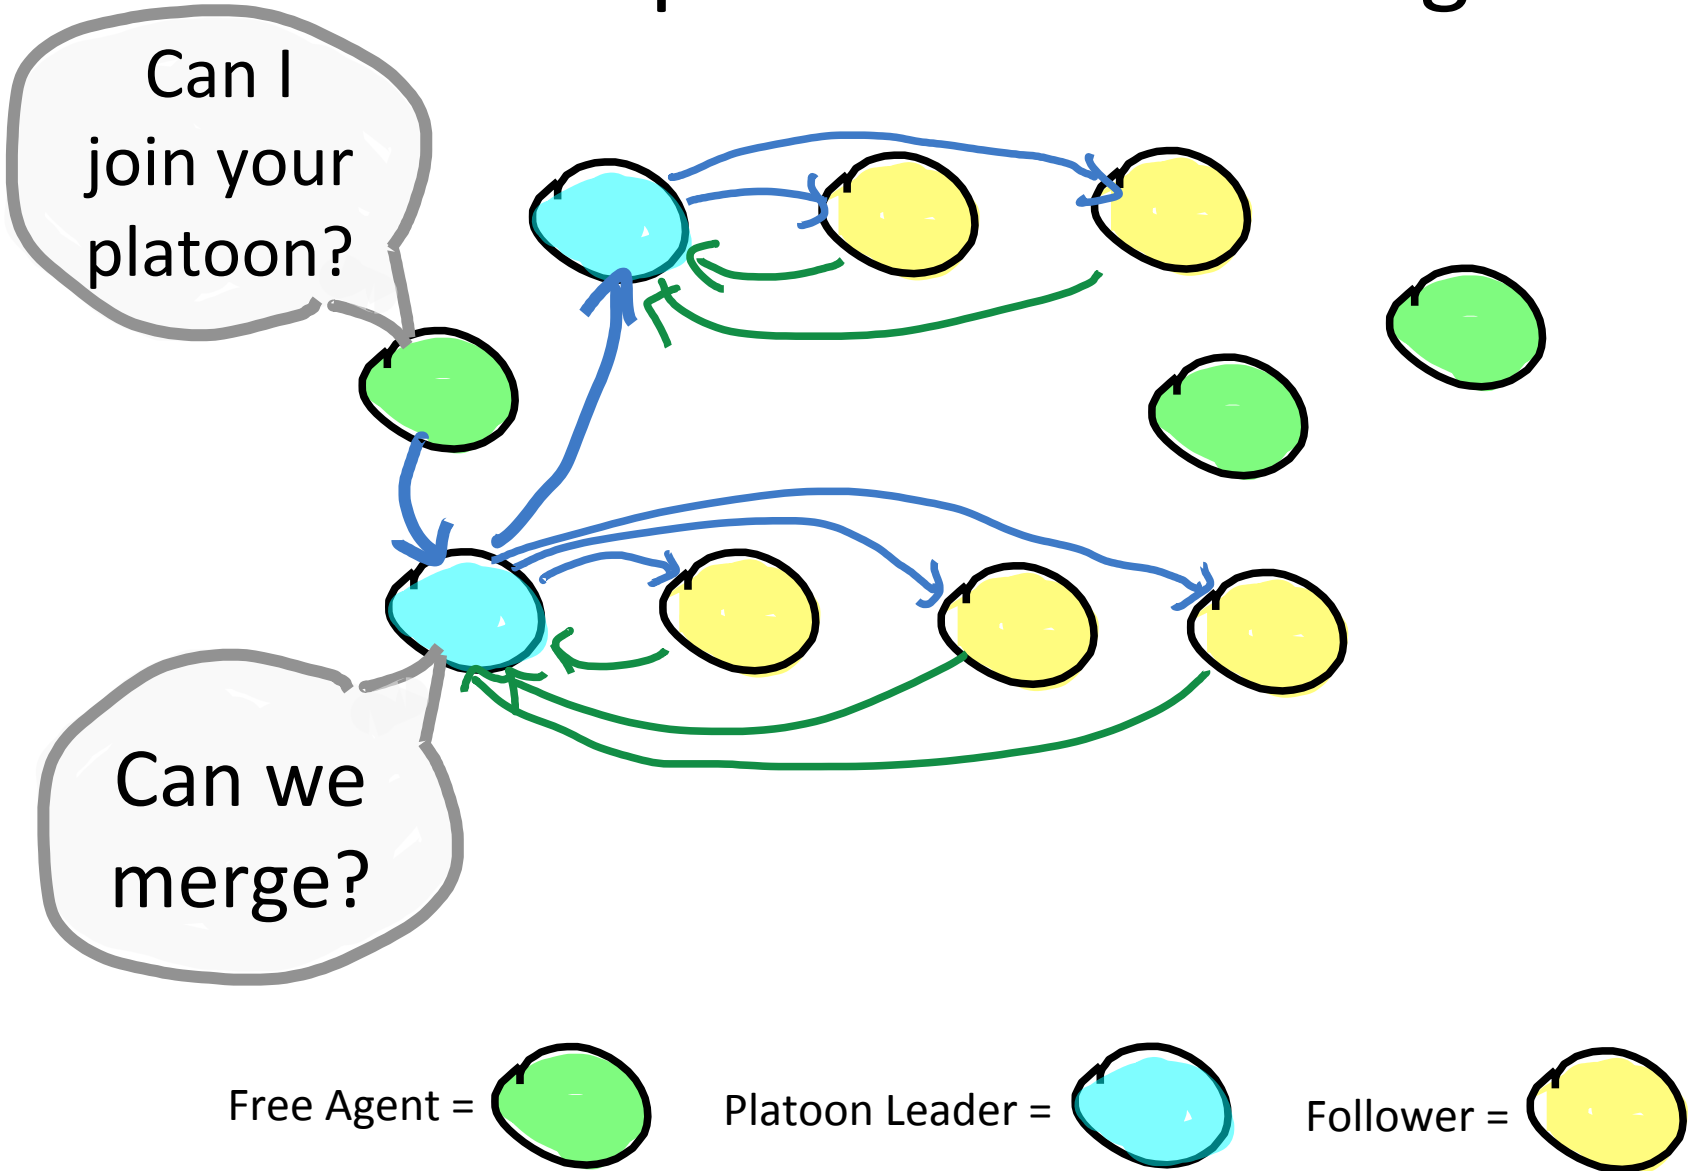 Can I
join your
platoon?
Can we
merge?
Free Agent =
Platoon Leader =
Follower =